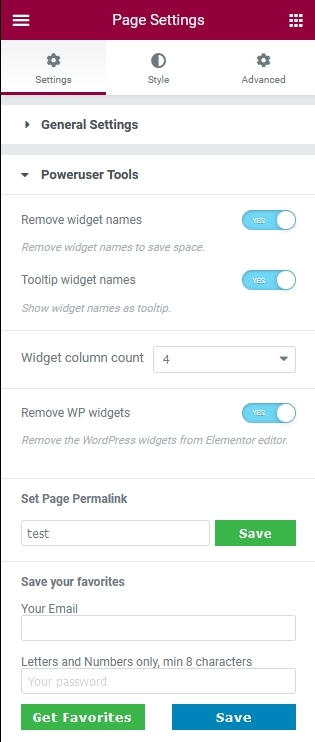 Page Settings
Settings Style Advanced
General Settings
Poweruser Tools
Remove widget names YES
Remove widget names to save space.
Tooltip widget names YES
Show widget names as tooltip.
Widget column count 4
Remove WP widgets YES
Remove the WordPress widgets from Elementor editor.
Set Page Permalink
test Save
Save your favorites
Your Email
Letters and Numbers only, min 8 characters
Your password
Get Favorites Save